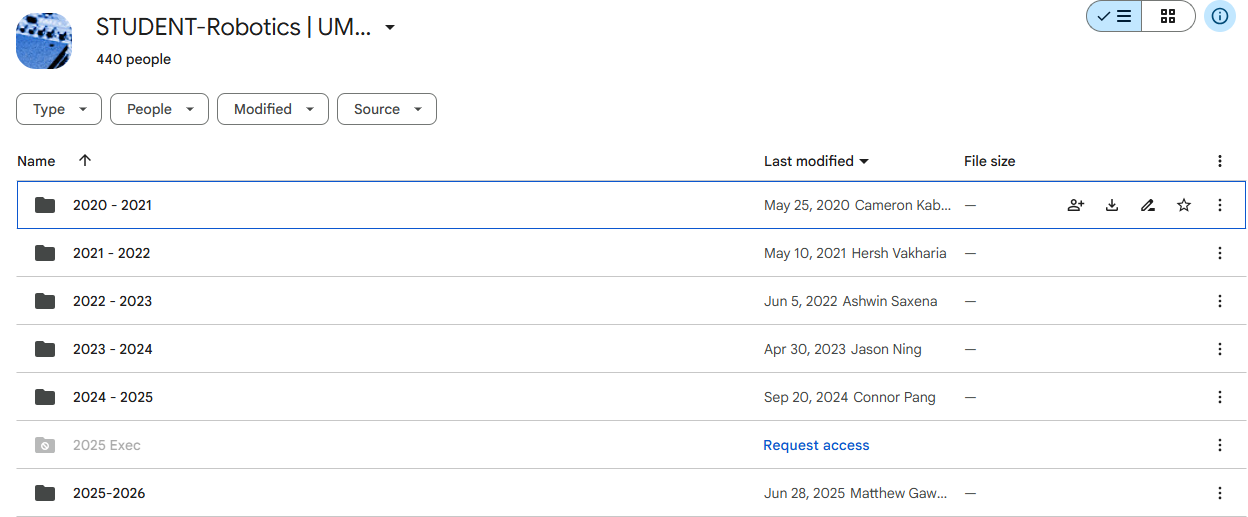 STUDENT-Robotics | UM...
440 people
Type People Modified Source
Name Last modified File size
2020 - 2021 May 25, 2020 Cameron Kab... —
2021 - 2022 May 10, 2021 Hersh Vakharia —
2022 - 2023 Jun 5, 2022 Ashwin Saxena —
2023 - 2024 Apr 30, 2023 Jason Ning —
2024 - 2025 Sep 20, 2024 Connor Pang —
2025 Exec Request access
2025-2026 Jun 28, 2025 Matthew Gaw... —